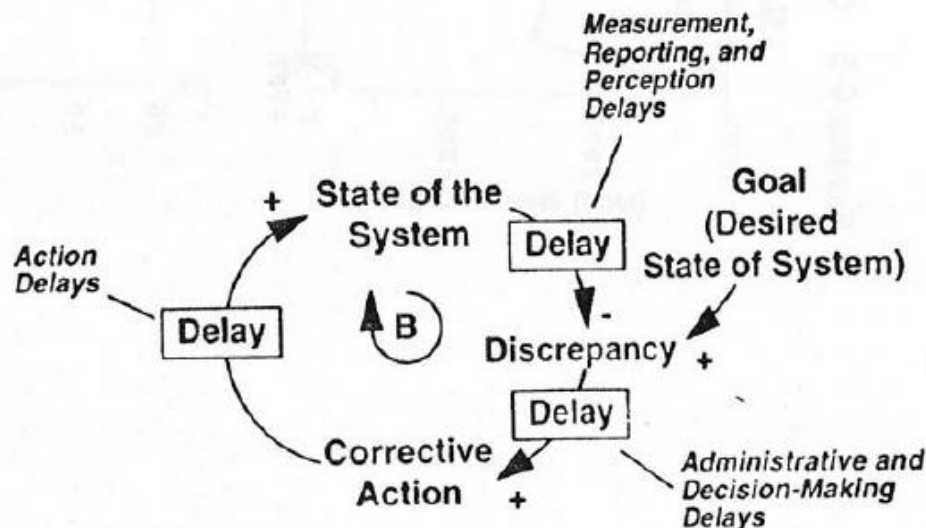 Measurement,
Reporting, and
Perception
Delays
+
State of the
System
Delay
Goal
(Desired
State of System)
Action
Delays
Delay
B
-
Discrepancy
+
Delay
Corrective
Action
+
Administrative and
Decision-Making
Delays